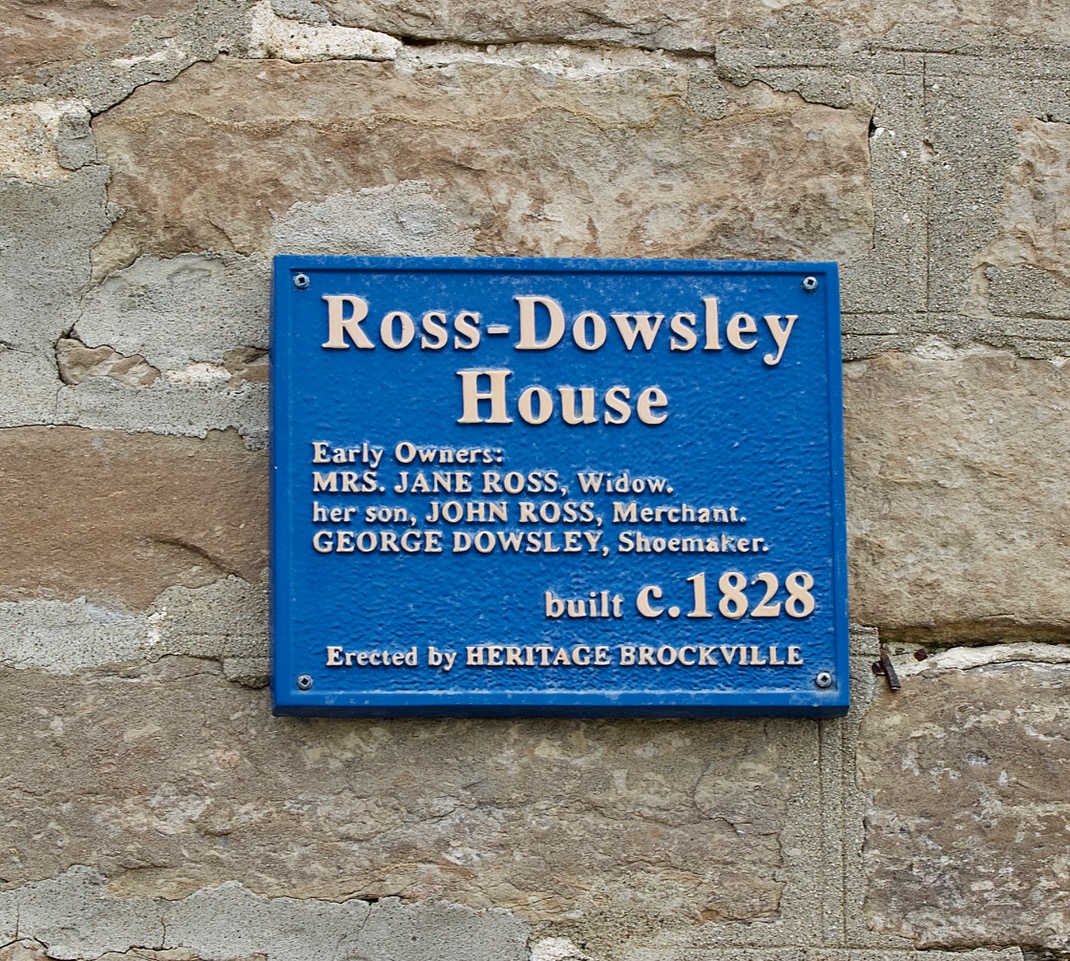 Ross-Dowsley
House
Early Owners:
MRS. JANE ROSS, Widow.
her son, JOHN ROSS, Merchant.
GEORGE DOWSLEY, Shoemaker.
built c.1828
Erected by HERITAGE BROCKVILLE